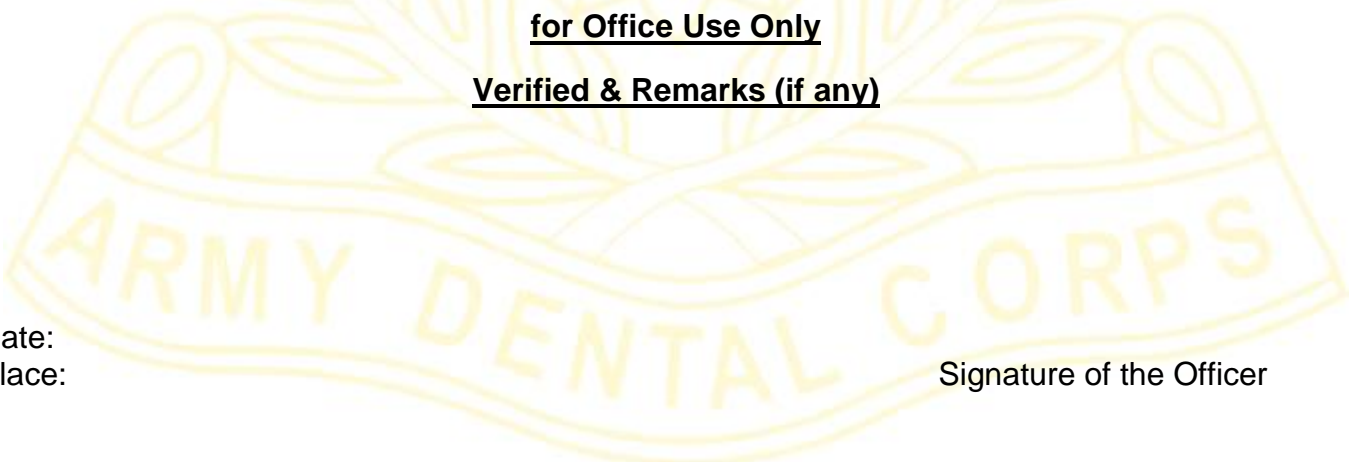 for Office Use Only
Verified & Remarks (if any)
ARMY DENTAL CORPS
ate:
lace: Signature of the Officer